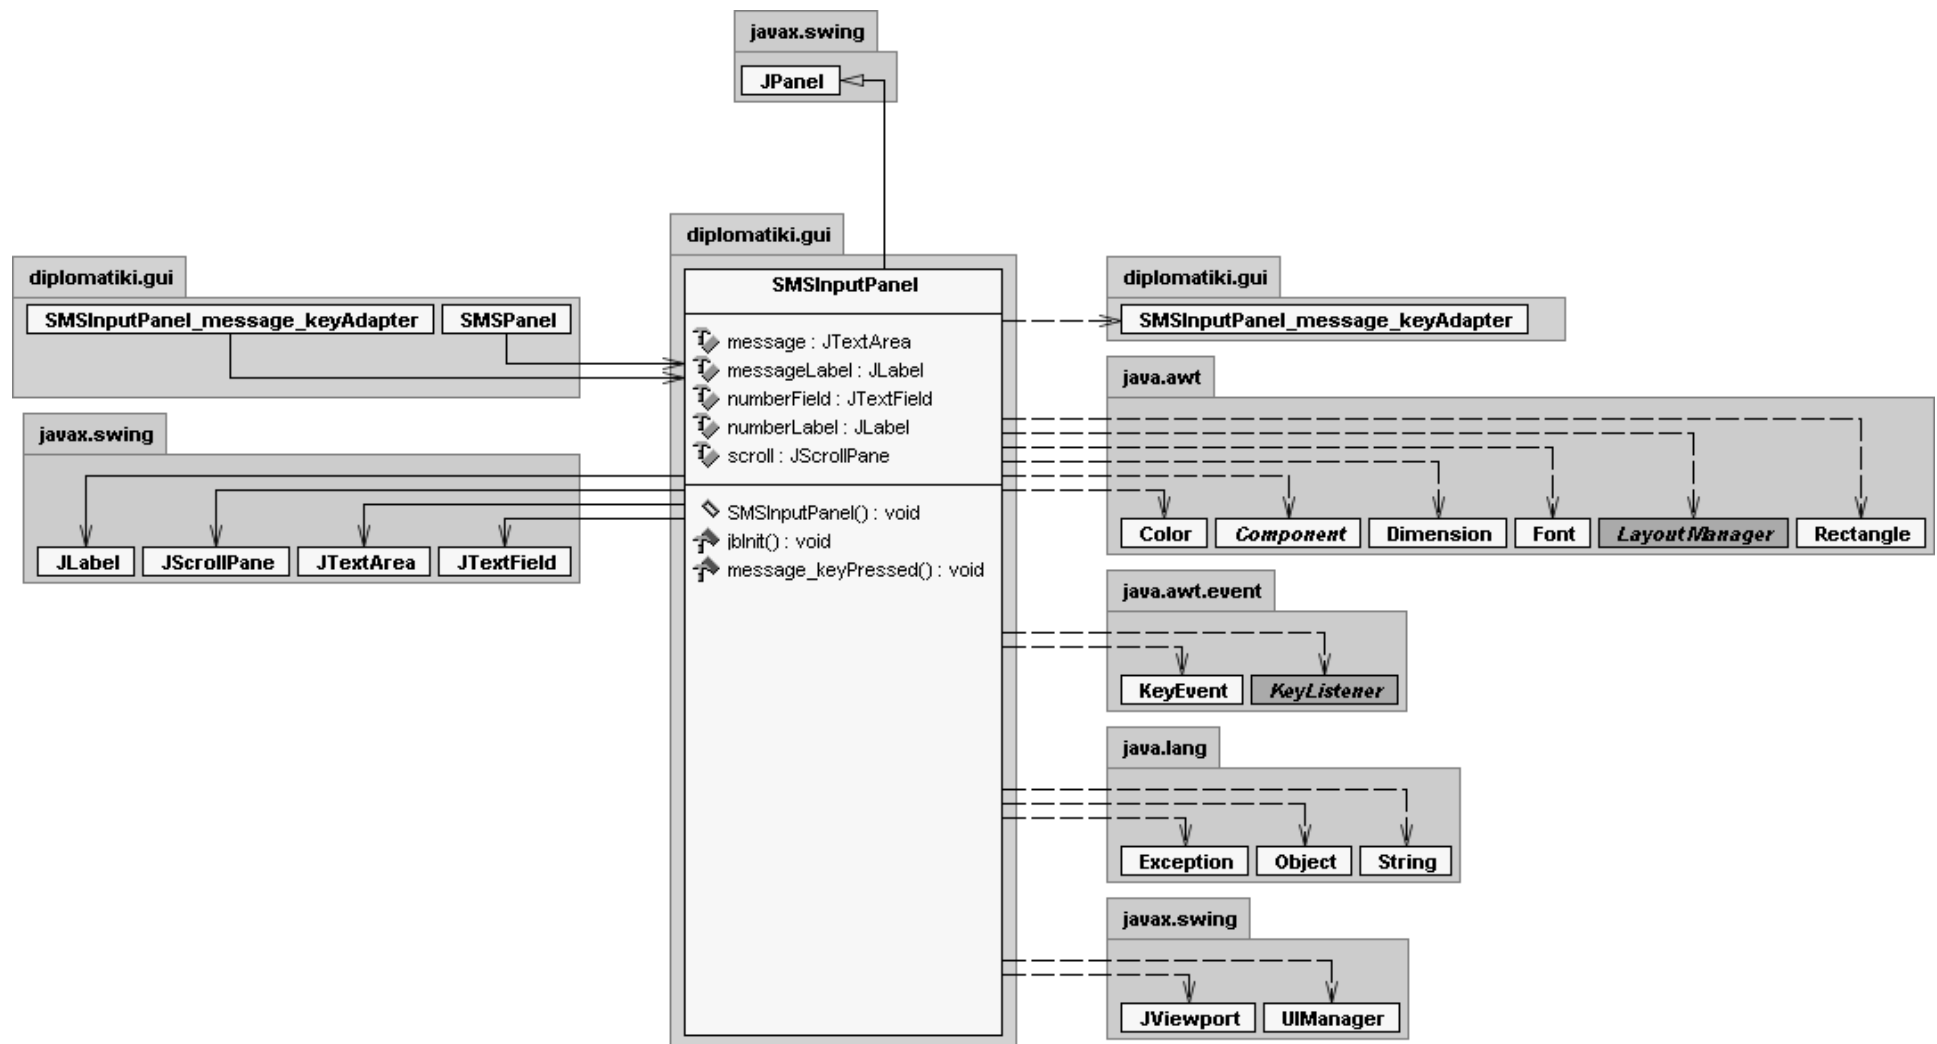 javax.swing
JPanel
diplomatiki.gui
SMSInputPanel_message_keyAdapter
SMSPanel
javax.swing
JLabel
JScrollPane
JTextArea
JTextField
diplomatiki.gui
SMSInputPanel
message : JTextArea
messageLabel : JLabel
numberField : JTextField
numberLabel : JLabel
scroll : JScrollPane
SMSInputPanel() : void
jbInit() : void
message_keyPressed() : void
diplomatiki.gui
SMSInputPanel_message_keyAdapter
java.awt
Color
Component
Dimension
Font
LayoutManager
Rectangle
java.awt.event
KeyEvent
KeyListener
java.lang
Exception
Object
String
javax.swing
JViewport
UIManager